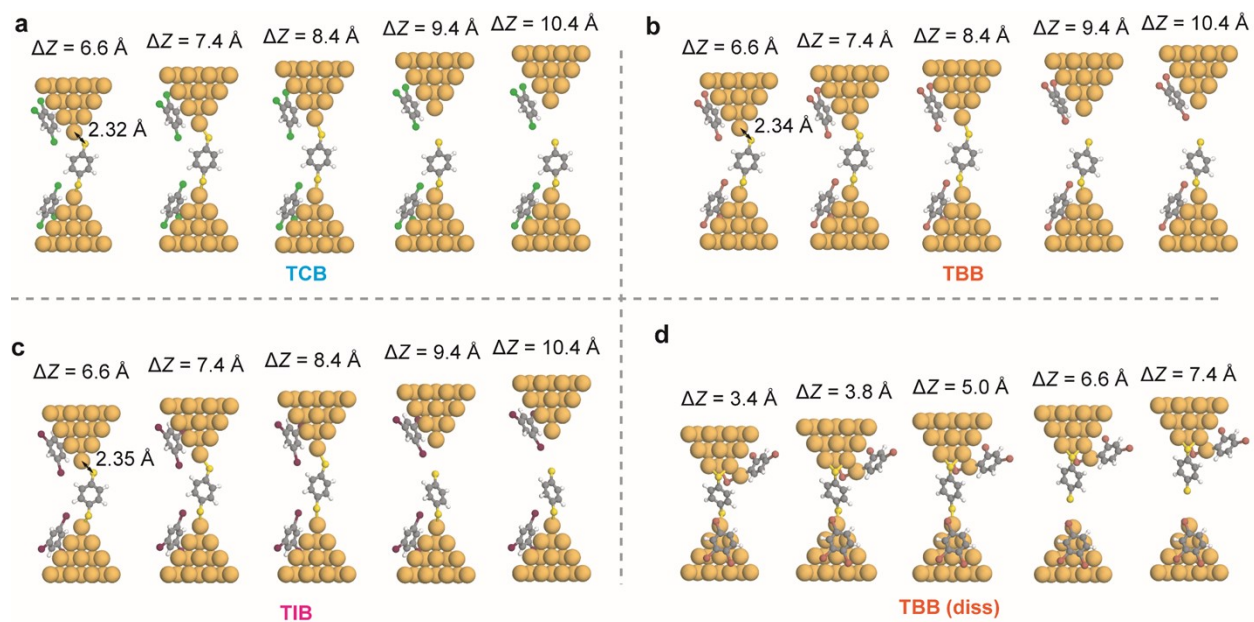 a
ΔZ = 6.6 Å ΔZ = 7.4 Å ΔZ = 8.4 Å ΔZ = 9.4 Å ΔZ = 10.4 Å
2.32 Å
TCB
b
ΔZ = 6.6 Å ΔZ = 7.4 Å ΔZ = 8.4 Å ΔZ = 9.4 Å ΔZ = 10.4 Å
2.34 Å
TBB
c
ΔZ = 6.6 Å ΔZ = 7.4 Å ΔZ = 8.4 Å ΔZ = 9.4 Å ΔZ = 10.4 Å
2.35 Å
TIB
d
ΔZ = 3.4 Å ΔZ = 3.8 Å ΔZ = 5.0 Å ΔZ = 6.6 Å ΔZ = 7.4 Å
TBB (diss)